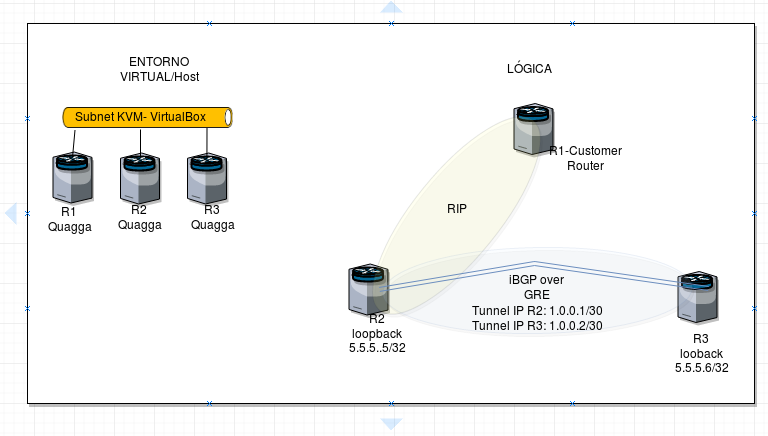 ENTORNO
VIRTUAL/Host
Subnet KVM- VirtualBox
R1
Quagga
R2
Quagga
R3
Quagga
LÓGICA
R1-Customer
Router
RIP
iBGP over
GRE
Tunnel IP R2: 1.0.0.1/30
Tunnel IP R3: 1.0.0.2/30
R2
loopback
5.5.5..5/32
R3
looback
5.5.5.6/32